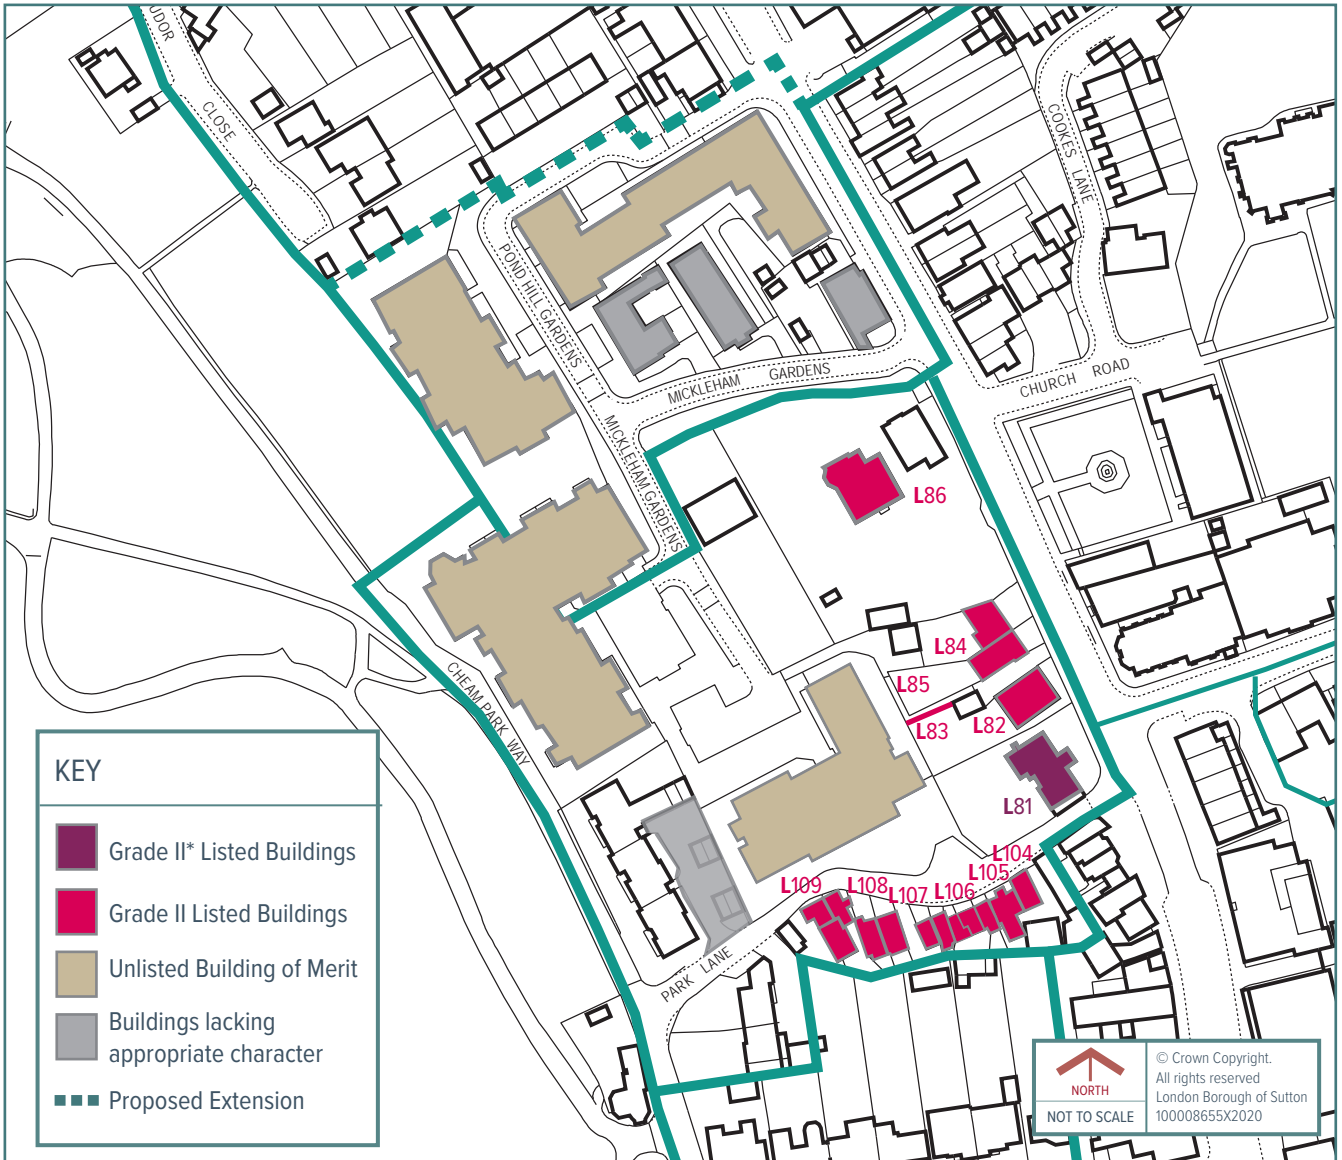 UDOR
CLOSE
COOKES LANE
POND HILL GARDENS
MICKLEHAM GARDENS
CHURCH ROAD
MICKLEHAM GARDENS
L86
L84
L85
L83
L82
L81
CHEAM PARK WAY
L104
L105
L109
L108
L107
L106
PARK LANE
KEY
Grade II* Listed Buildings
Grade II Listed Buildings
Unlisted Building of Merit
Buildings lacking
appropriate character
Proposed Extension
NORTH
NOT TO SCALE
© Crown Copyright.
All rights reserved
London Borough of Sutton
100008655X2020